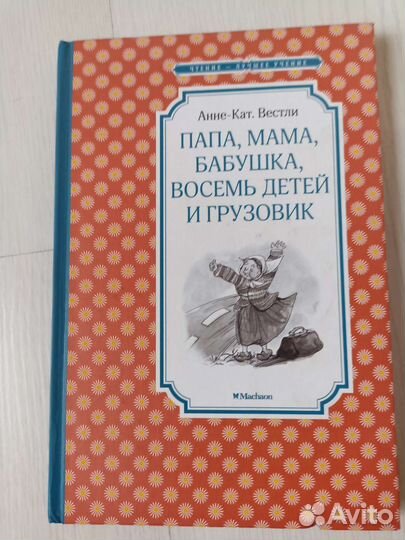 ЧТЕНИЕ – ЛУЧШЕЕ УЧЕНИЕ
Анне-Кат. Вестли
ПАПА, МАМА,
БАБУШКА,
ВОСЕМЬ ДЕТЕЙ
И ГРУЗОВИК
Machaon
Avito